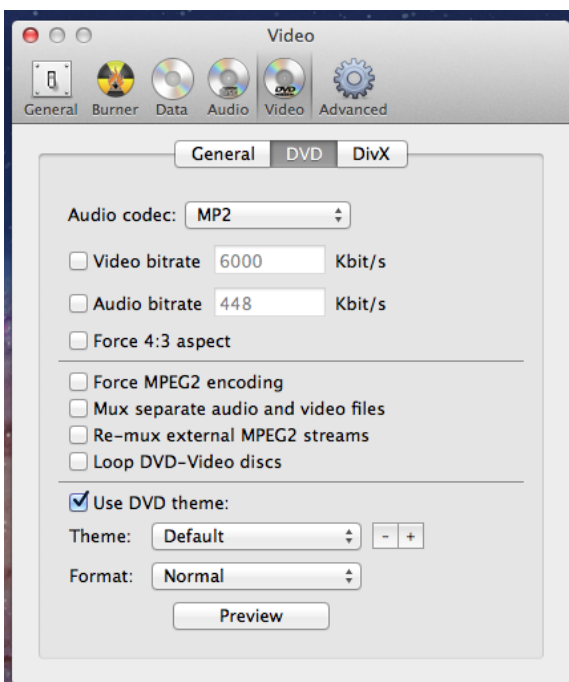 Video
General Burner Data Audio Video Advanced
General DVD DivX
Audio codec: MP2
Video bitrate 6000 Kbit/s
Audio bitrate 448 Kbit/s
Force 4:3 aspect
Force MPEG2 encoding
Mux separate audio and video files
Re-mux external MPEG2 streams
Loop DVD-Video discs
Use DVD theme:
Theme: Default - +
Format: Normal
Preview